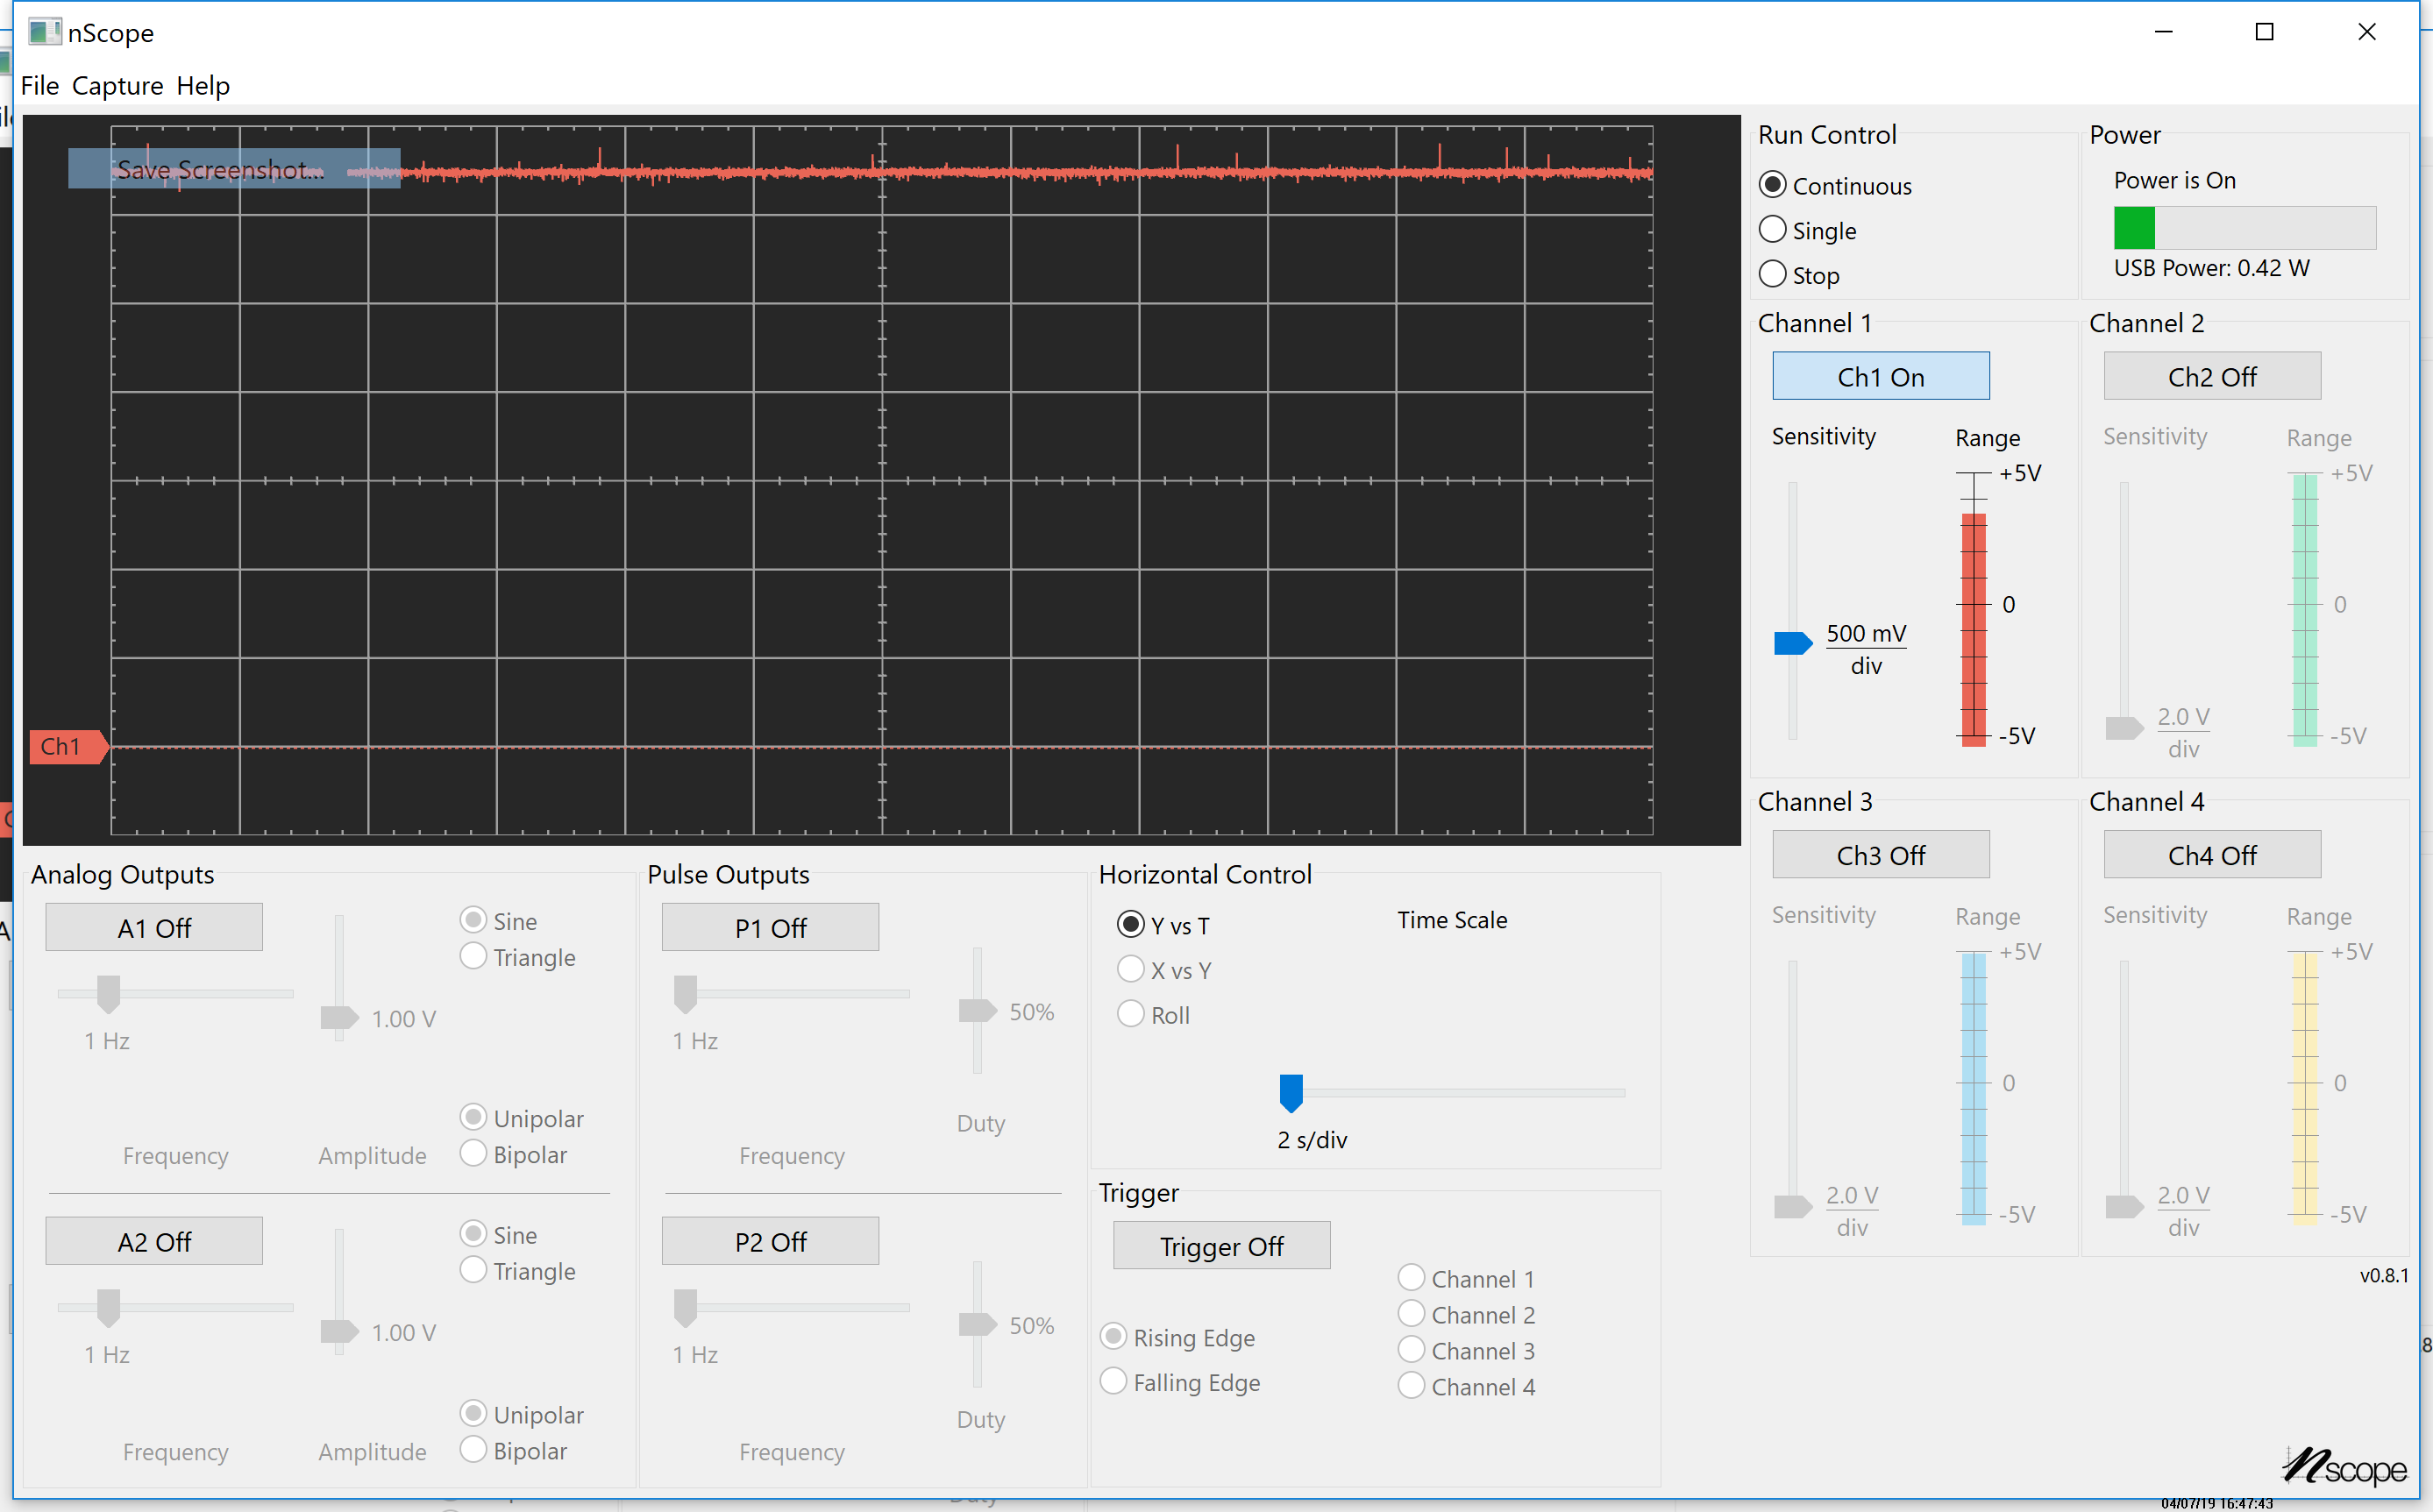 nScope
File Capture Help
Save Screenshot...
Ch1
Run Control
Continuous
Single
Stop
Power
Power is On
USB Power: 0.42 W
Channel 1
Ch1 On
Sensitivity
Range
+5V
0
-5V
500 mV
div
Channel 2
Ch2 Off
Sensitivity
Range
+5V
0
-5V
2.0 V
div
Channel 3
Ch3 Off
Sensitivity
Range
+5V
0
-5V
2.0 V
div
Channel 4
Ch4 Off
Sensitivity
Range
+5V
0
-5V
2.0 V
div
v0.8.1
Analog Outputs
A1 Off
1 Hz
Frequency
1.00 V
Amplitude
Sine
Triangle
Unipolar
Bipolar
A2 Off
1 Hz
Frequency
1.00 V
Amplitude
Sine
Triangle
Unipolar
Bipolar
Pulse Outputs
P1 Off
1 Hz
Frequency
50%
Duty
P2 Off
1 Hz
Frequency
50%
Duty
Horizontal Control
Y vs T
X vs Y
Roll
Time Scale
2 s/div
Trigger
Trigger Off
Rising Edge
Falling Edge
Channel 1
Channel 2
Channel 3
Channel 4
nscope
04/07/19 16:47:43